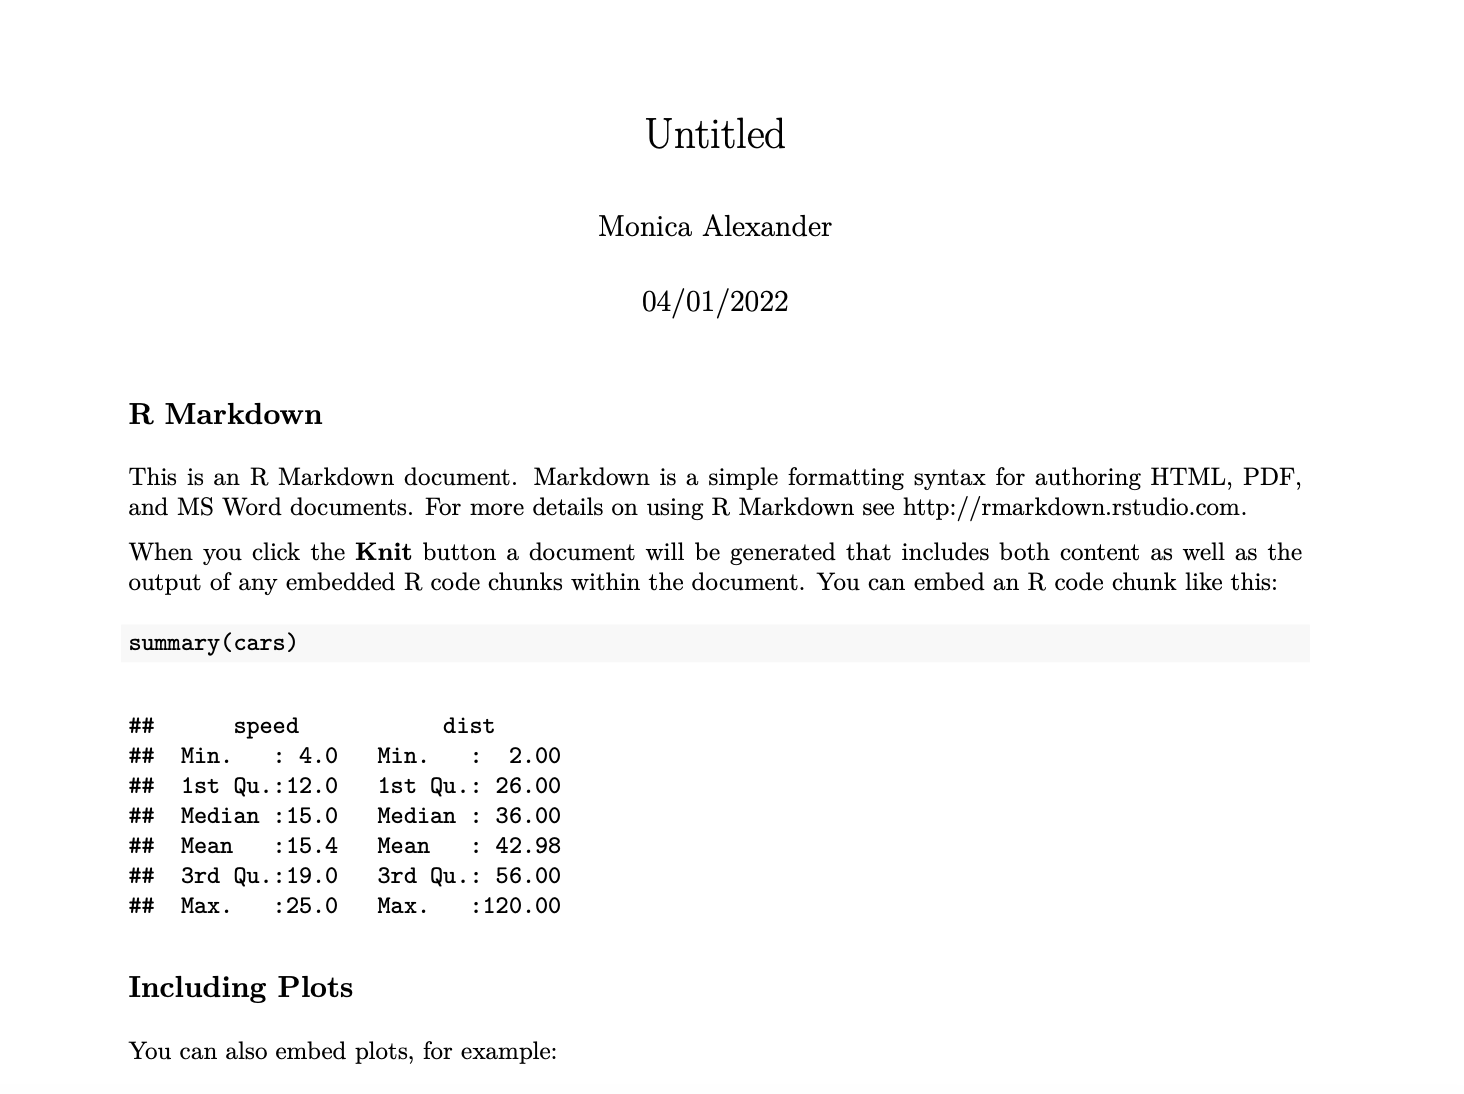 Untitled
Monica Alexander
04/01/2022
R Markdown
This is an R Markdown document. Markdown is a simple formatting syntax for authoring HTML, PDF,
and MS Word documents. For more details on using R Markdown see http://rmarkdown.rstudio.com.
When you click the Knit button a document will be generated that includes both content as well as the
output of any embedded R code chunks within the document. You can embed an R code chunk like this:
summary(cars)
##      speed           dist
##  Min.   : 4.0   Min.   :  2.00
##  1st Qu.:12.0   1st Qu.: 26.00
##  Median :15.0   Median : 36.00
##  Mean   :15.4   Mean   : 42.98
##  3rd Qu.:19.0   3rd Qu.: 56.00
##  Max.   :25.0   Max.   :120.00
Including Plots
You can also embed plots, for example: